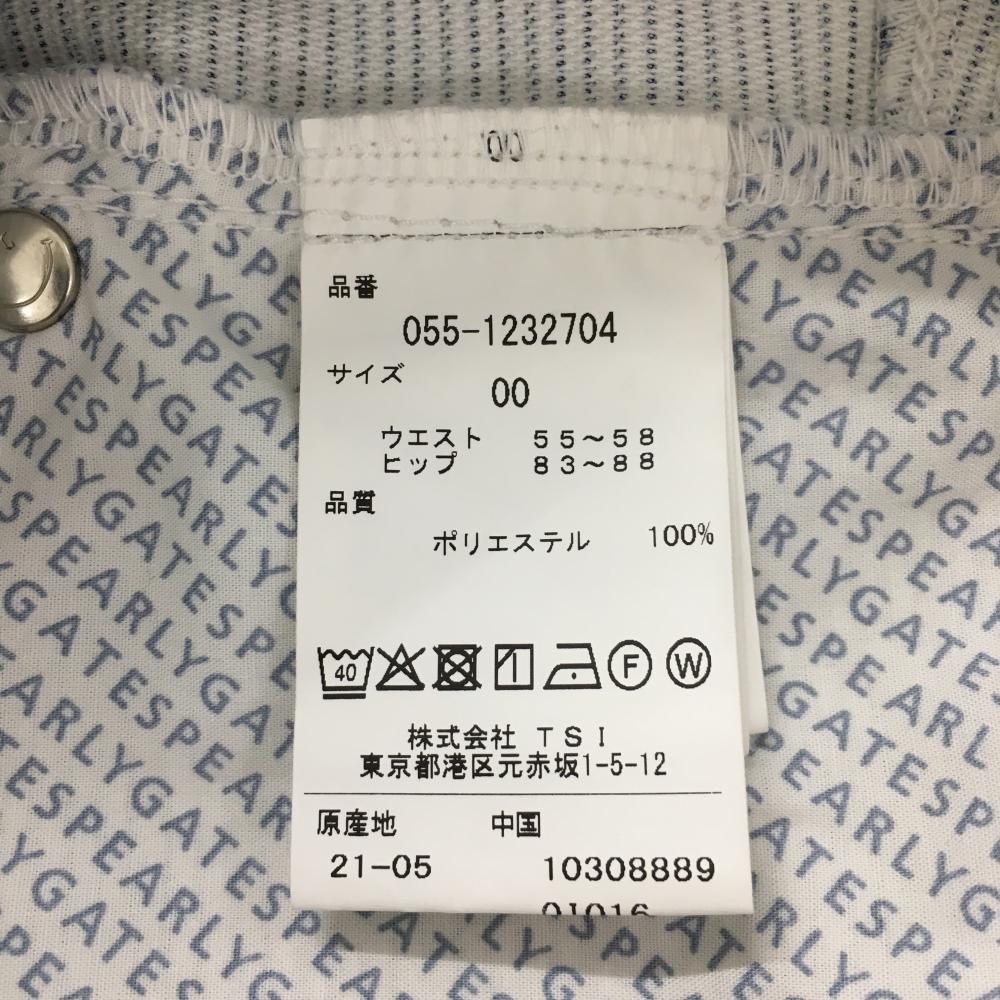 00
品番
055-1232704
サイズ
00
ウエスト 55～58
ヒップ 83～88
品質
ポリエステル 100%
40
F
W
株式会社 TSI
東京都港区元赤坂1-5-12
原産地 中国
21-05 10308889
PEARLYGATES